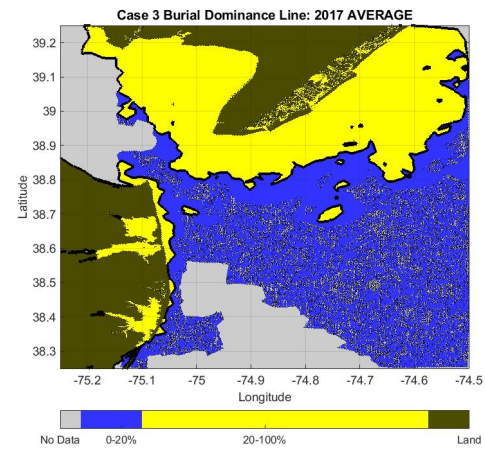 Case 3 Burial Dominance Line: 2017 AVERAGE
39.2
39.1
39
38.9
38.8
38.7
38.6
38.5
38.4
38.3
Latitude
-75.2 -75.1 -75 -74.9 -74.8 -74.7 -74.6 -74.5
Longitude
No Data 0-20% 20-100% Land